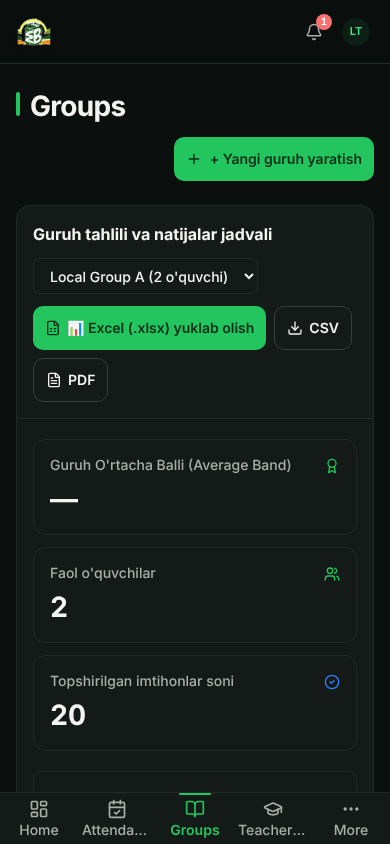 1
LT
Groups
+ Yangi guruh yaratish
Guruh tahlili va natijalar jadvali
Local Group A (2 o'quvchi)
Excel (.xlsx) yuklab olish
CSV
PDF
Guruh O'rtacha Balli (Average Band)
—
Faol o'quvchilar
2
Topshirilgan imtihonlar soni
20
Home
Attenda...
Groups
Teacher...
More